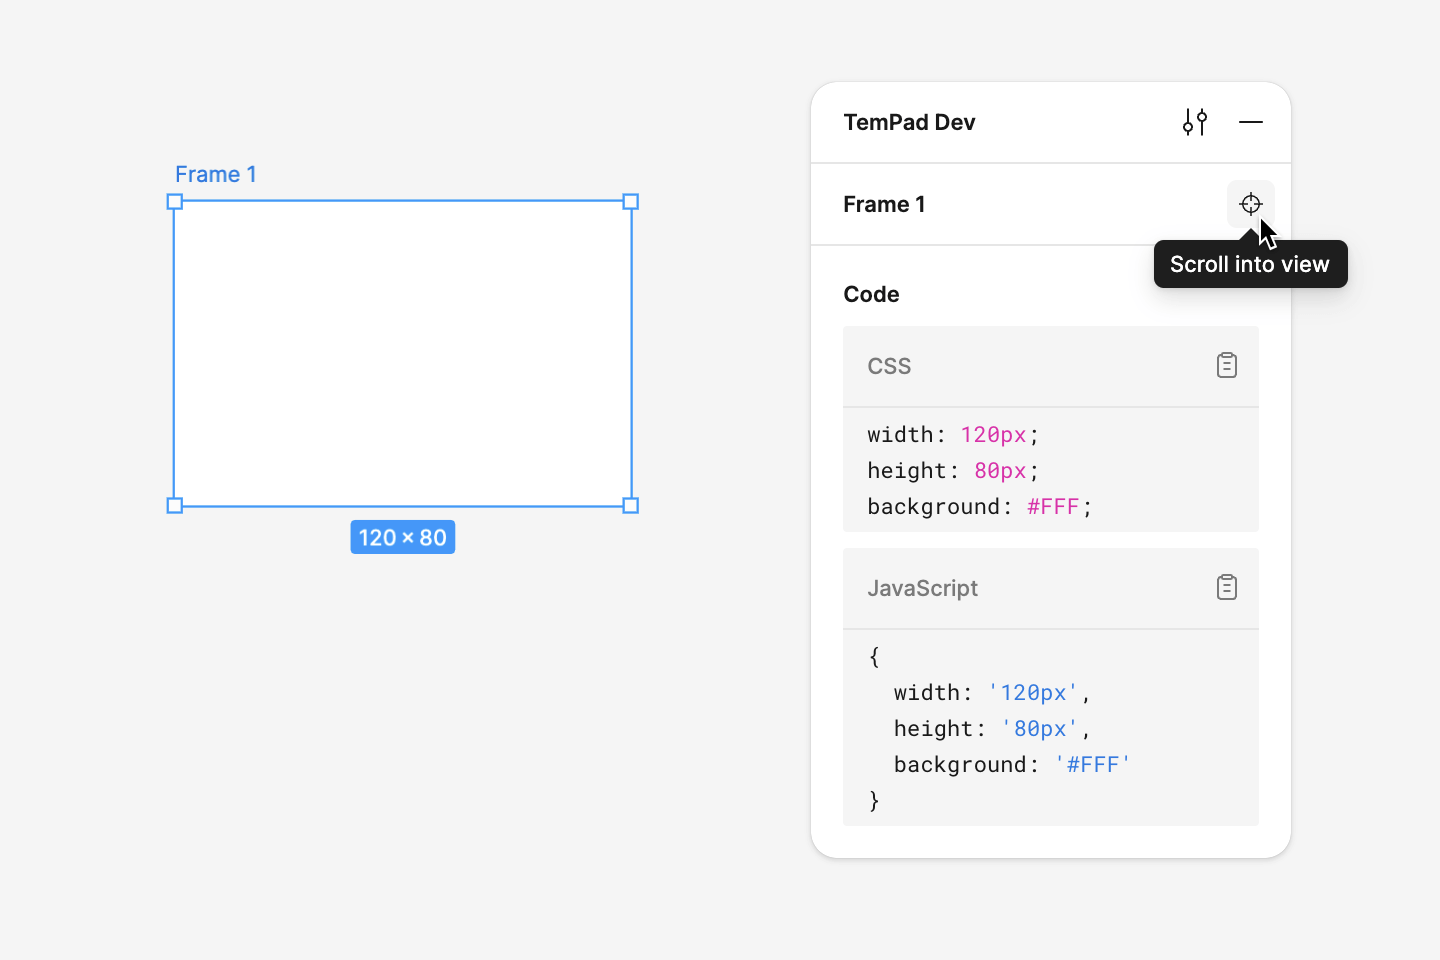 Frame 1
120 × 80
TemPad Dev
Frame 1
Scroll into view
Code
CSS
width: 120px;
height: 80px;
background: #FFF;
JavaScript
{
  width: '120px',
  height: '80px',
  background: '#FFF'
}